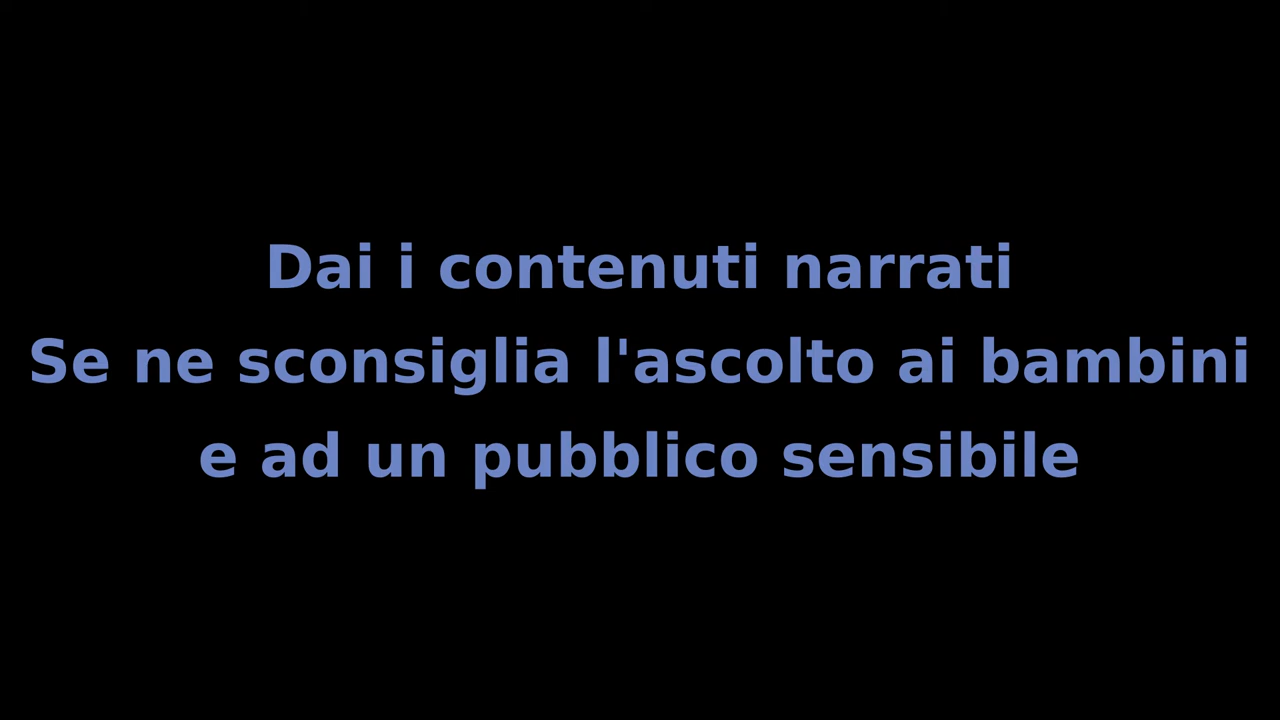 Dai i contenuti narrati
Se ne sconsiglia l'ascolto ai bambini
e ad un pubblico sensibile